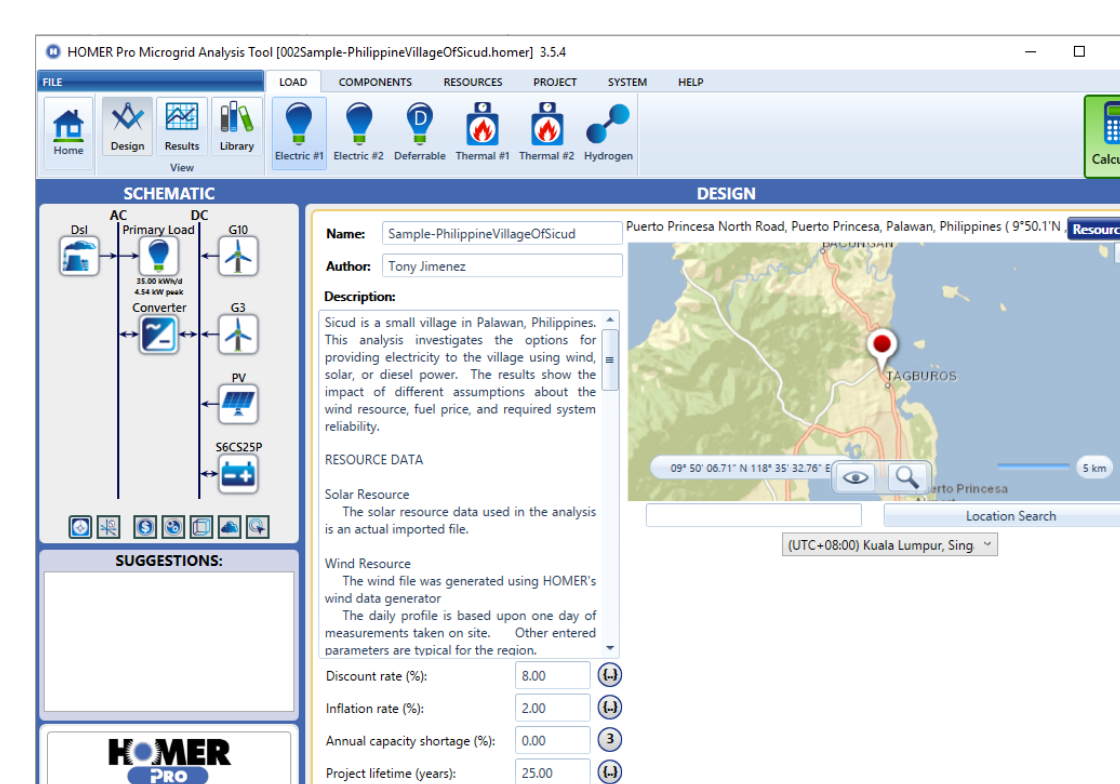 HOMER Pro Microgrid Analysis Tool [002Sample-PhilippineVillageOfSicud.homer] 3.5.4
FILE
LOAD
COMPONENTS
RESOURCES
PROJECT
SYSTEM
HELP
Home
Design
Results
Library
View
Electric #1
Electric #2
Deferrable
Thermal #1
Thermal #2
Hydrogen
D
SCHEMATIC
DESIGN
AC
DC
Dsl
Primary Load
G10
35.00 kWh/d
4.54 kW peak
Converter
G3
PV
S6CS25P
SUGGESTIONS:
HOMER
PRO
Name:
Sample-PhilippineVillageOfSicud
Author:
Tony Jimenez
Description:
Sicud is a small village in Palawan, Philippines.
This analysis investigates the options for
providing electricity to the village using wind,
solar, or diesel power. The results show the
impact of different assumptions about the
wind resource, fuel price, and required system
reliability.
RESOURCE DATA
Solar Resource
The solar resource data used in the analysis
is an actual imported file.
Wind Resource
The wind file was generated using HOMER's
wind data generator
The daily profile is based upon one day of
measurements taken on site. Other entered
parameters are typical for the region.
Discount rate (%):
8.00
{..}
Inflation rate (%):
2.00
{..}
Annual capacity shortage (%):
0.00
3
Project lifetime (years):
25.00
{..}
Puerto Princesa North Road, Puerto Princesa, Palawan, Philippines ( 9°50.1'N ,
BACUNGAN
TAGBUROS
09° 50' 06.71" N 118° 35' 32.76" E
5 km
Princesa
Location Search
(UTC+08:00) Kuala Lumpur, Sing